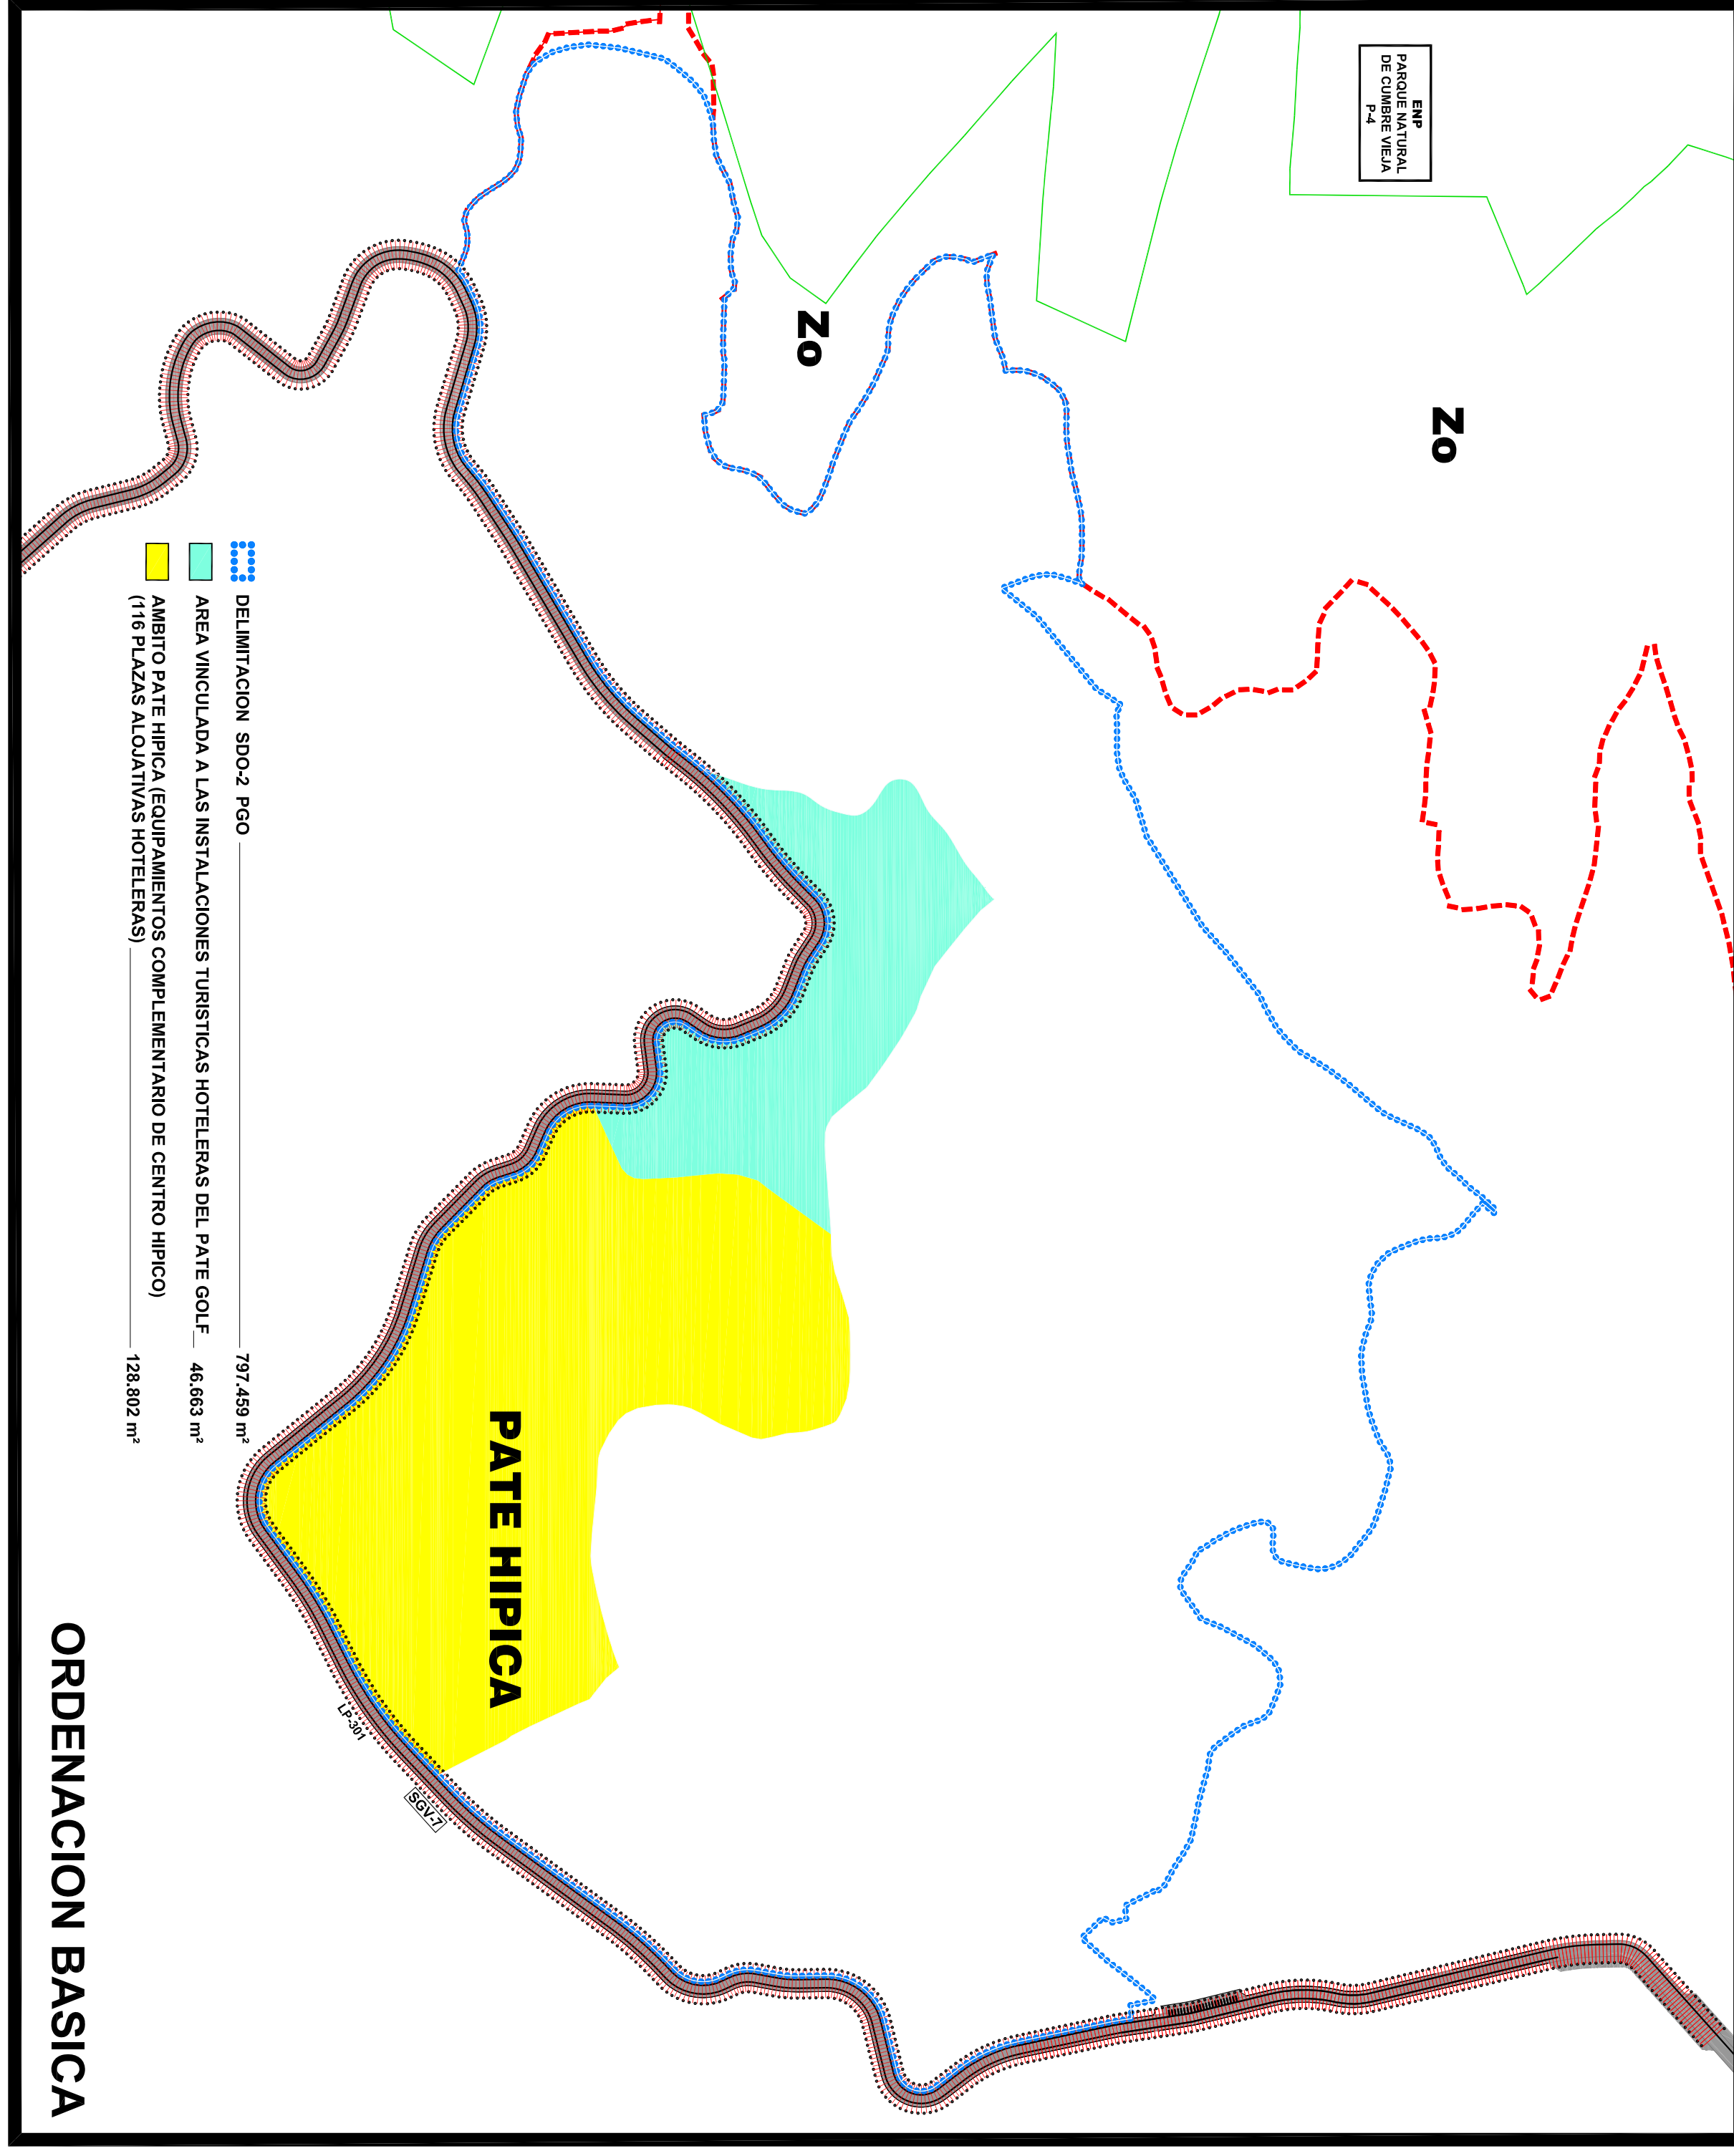 ENP
PARQUE NATURAL
DE CUMBRE VIEJA
P-4
Zo
Zo
PATE HIPICA
LP-301
SGV-7
DELIMITACION SDO-2 PGO 797.459 m²
AREA VINCULADA A LAS INSTALACIONES TURISTICAS HOTELERAS DEL PATE GOLF 46.663 m²
AMBITO PATE HIPICA (EQUIPAMIENTOS COMPLEMENTARIO DE CENTRO HIPICO)
(116 PLAZAS ALOJATIVAS HOTELERAS) 128.802 m²
ORDENACION BASICA